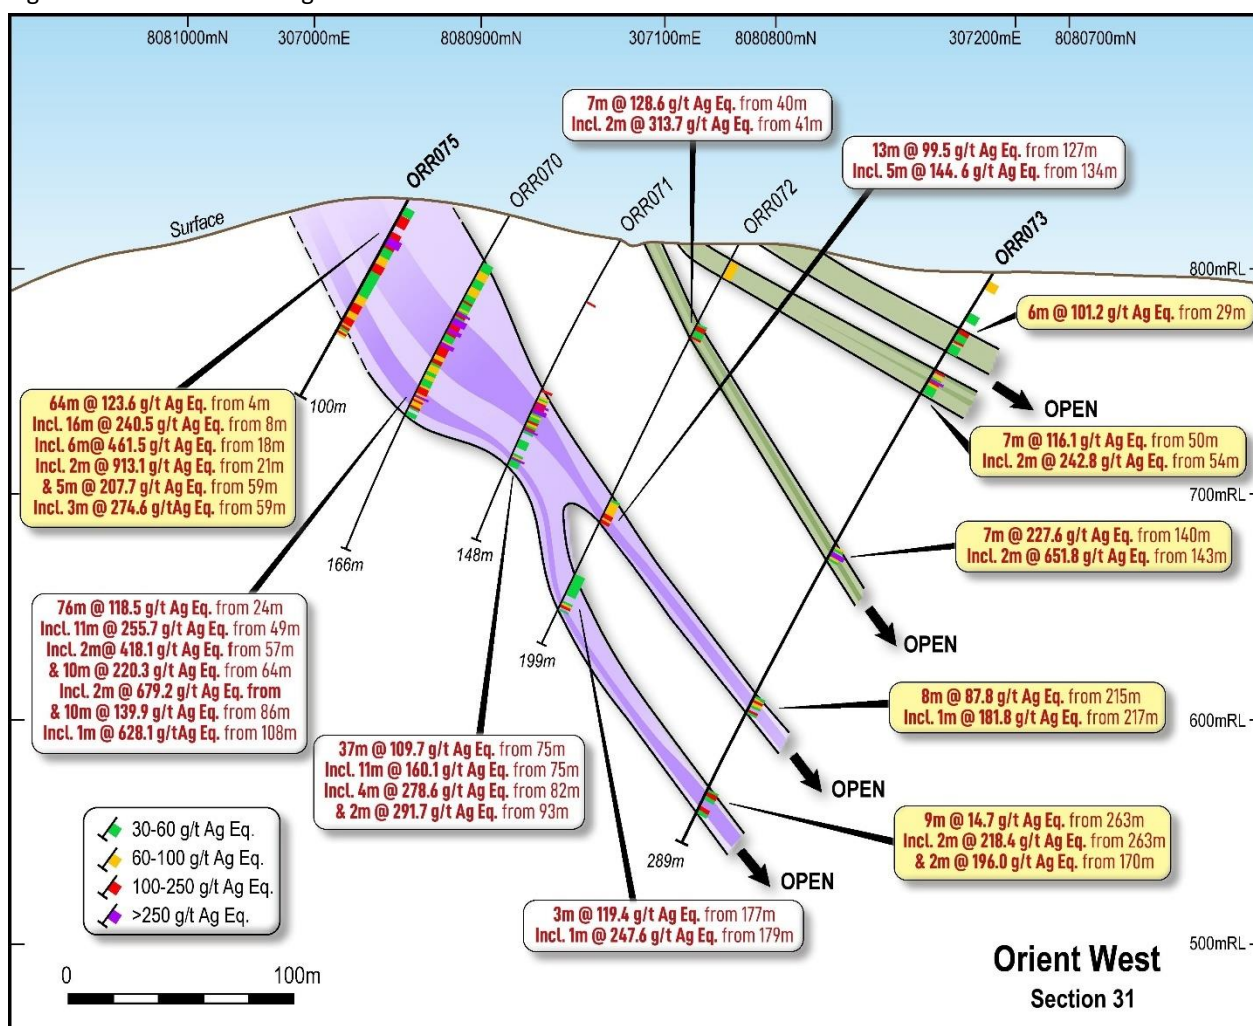 8081000mN 307000mE 8080900mN 307100mE 8080800mN 307200mE 8080700mN
7m @ 128.6 g/t Ag Eq. from 40m
Incl. 2m @ 313.7 g/t Ag Eq. from 41m
13m @ 99.5 g/t Ag Eq. from 127m
Incl. 5m @ 144. 6 g/t Ag Eq. from 134m
ORR075
ORR070
ORR071
ORR072
ORR073
Surface
800mRL
6m @ 101.2 g/t Ag Eq. from 29m
OPEN
64m @ 123.6 g/t Ag Eq. from 4m
Incl. 16m @ 240.5 g/t Ag Eq. from 8m
Incl. 6m@ 461.5 g/t Ag Eq. from 18m
Incl. 2m @ 913.1 g/t Ag Eq. from 21m
& 5m @ 207.7 g/t Ag Eq. from 59m
Incl. 3m @ 274.6 g/tAg Eq. from 59m
100m
7m @ 116.1 g/t Ag Eq. from 50m
Incl. 2m @ 242.8 g/t Ag Eq. from 54m
700mRL
7m @ 227.6 g/t Ag Eq. from 140m
Incl. 2m @ 651.8 g/t Ag Eq. from 143m
166m
148m
76m @ 118.5 g/t Ag Eq. from 24m
Incl. 11m @ 255.7 g/t Ag Eq. from 49m
Incl. 2m@ 418.1 g/t Ag Eq. from 57m
& 10m @ 220.3 g/t Ag Eq. from 64m
Incl. 2m @ 679.2 g/t Ag Eq. from
& 10m @ 139.9 g/t Ag Eq. from 86m
Incl. 1m @ 628.1 g/tAg Eq. from 108m
199m
OPEN
8m @ 87.8 g/t Ag Eq. from 215m
Incl. 1m @ 181.8 g/t Ag Eq. from 217m
600mRL
37m @ 109.7 g/t Ag Eq. from 75m
Incl. 11m @ 160.1 g/t Ag Eq. from 75m
Incl. 4m @ 278.6 g/t Ag Eq. from 82m
& 2m @ 291.7 g/t Ag Eq. from 93m
OPEN
9m @ 14.7 g/t Ag Eq. from 263m
Incl. 2m @ 218.4 g/t Ag Eq. from 263m
& 2m @ 196.0 g/t Ag Eq. from 170m
289m
OPEN
30-60 g/t Ag Eq.
60-100 g/t Ag Eq.
100-250 g/t Ag Eq.
>250 g/t Ag Eq.
3m @ 119.4 g/t Ag Eq. from 177m
Incl. 1m @ 247.6 g/t Ag Eq. from 179m
500mRL
0 100m
Orient West
Section 31